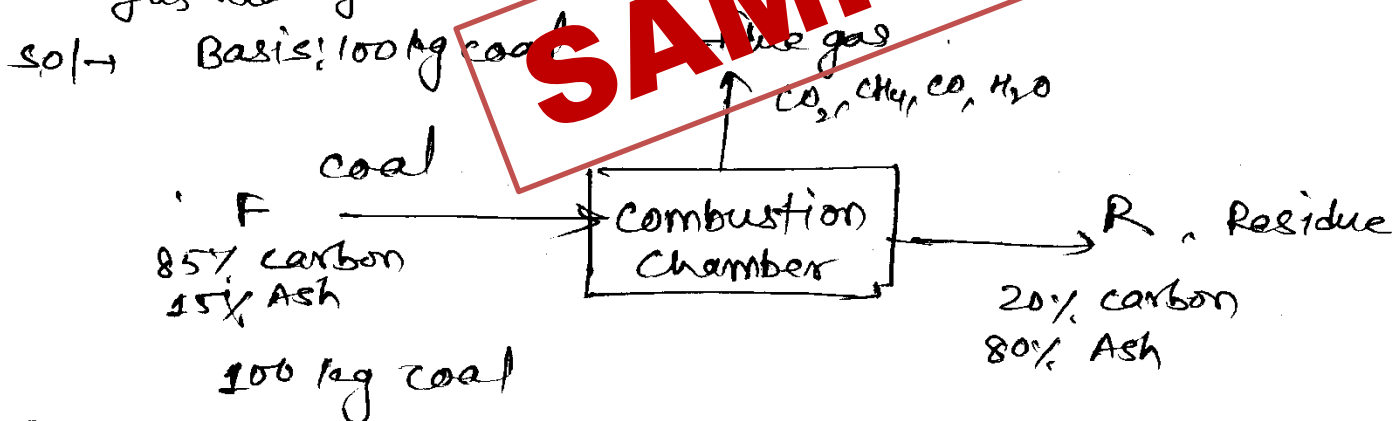 sol→ Basis: 100 kg coal
SAM
flue gas
CO2, CH4, CO, H2O
coal
F
85% carbon
15% Ash
100 kg coal
Combustion
Chamber
R, Residue
20% carbon
80% Ash